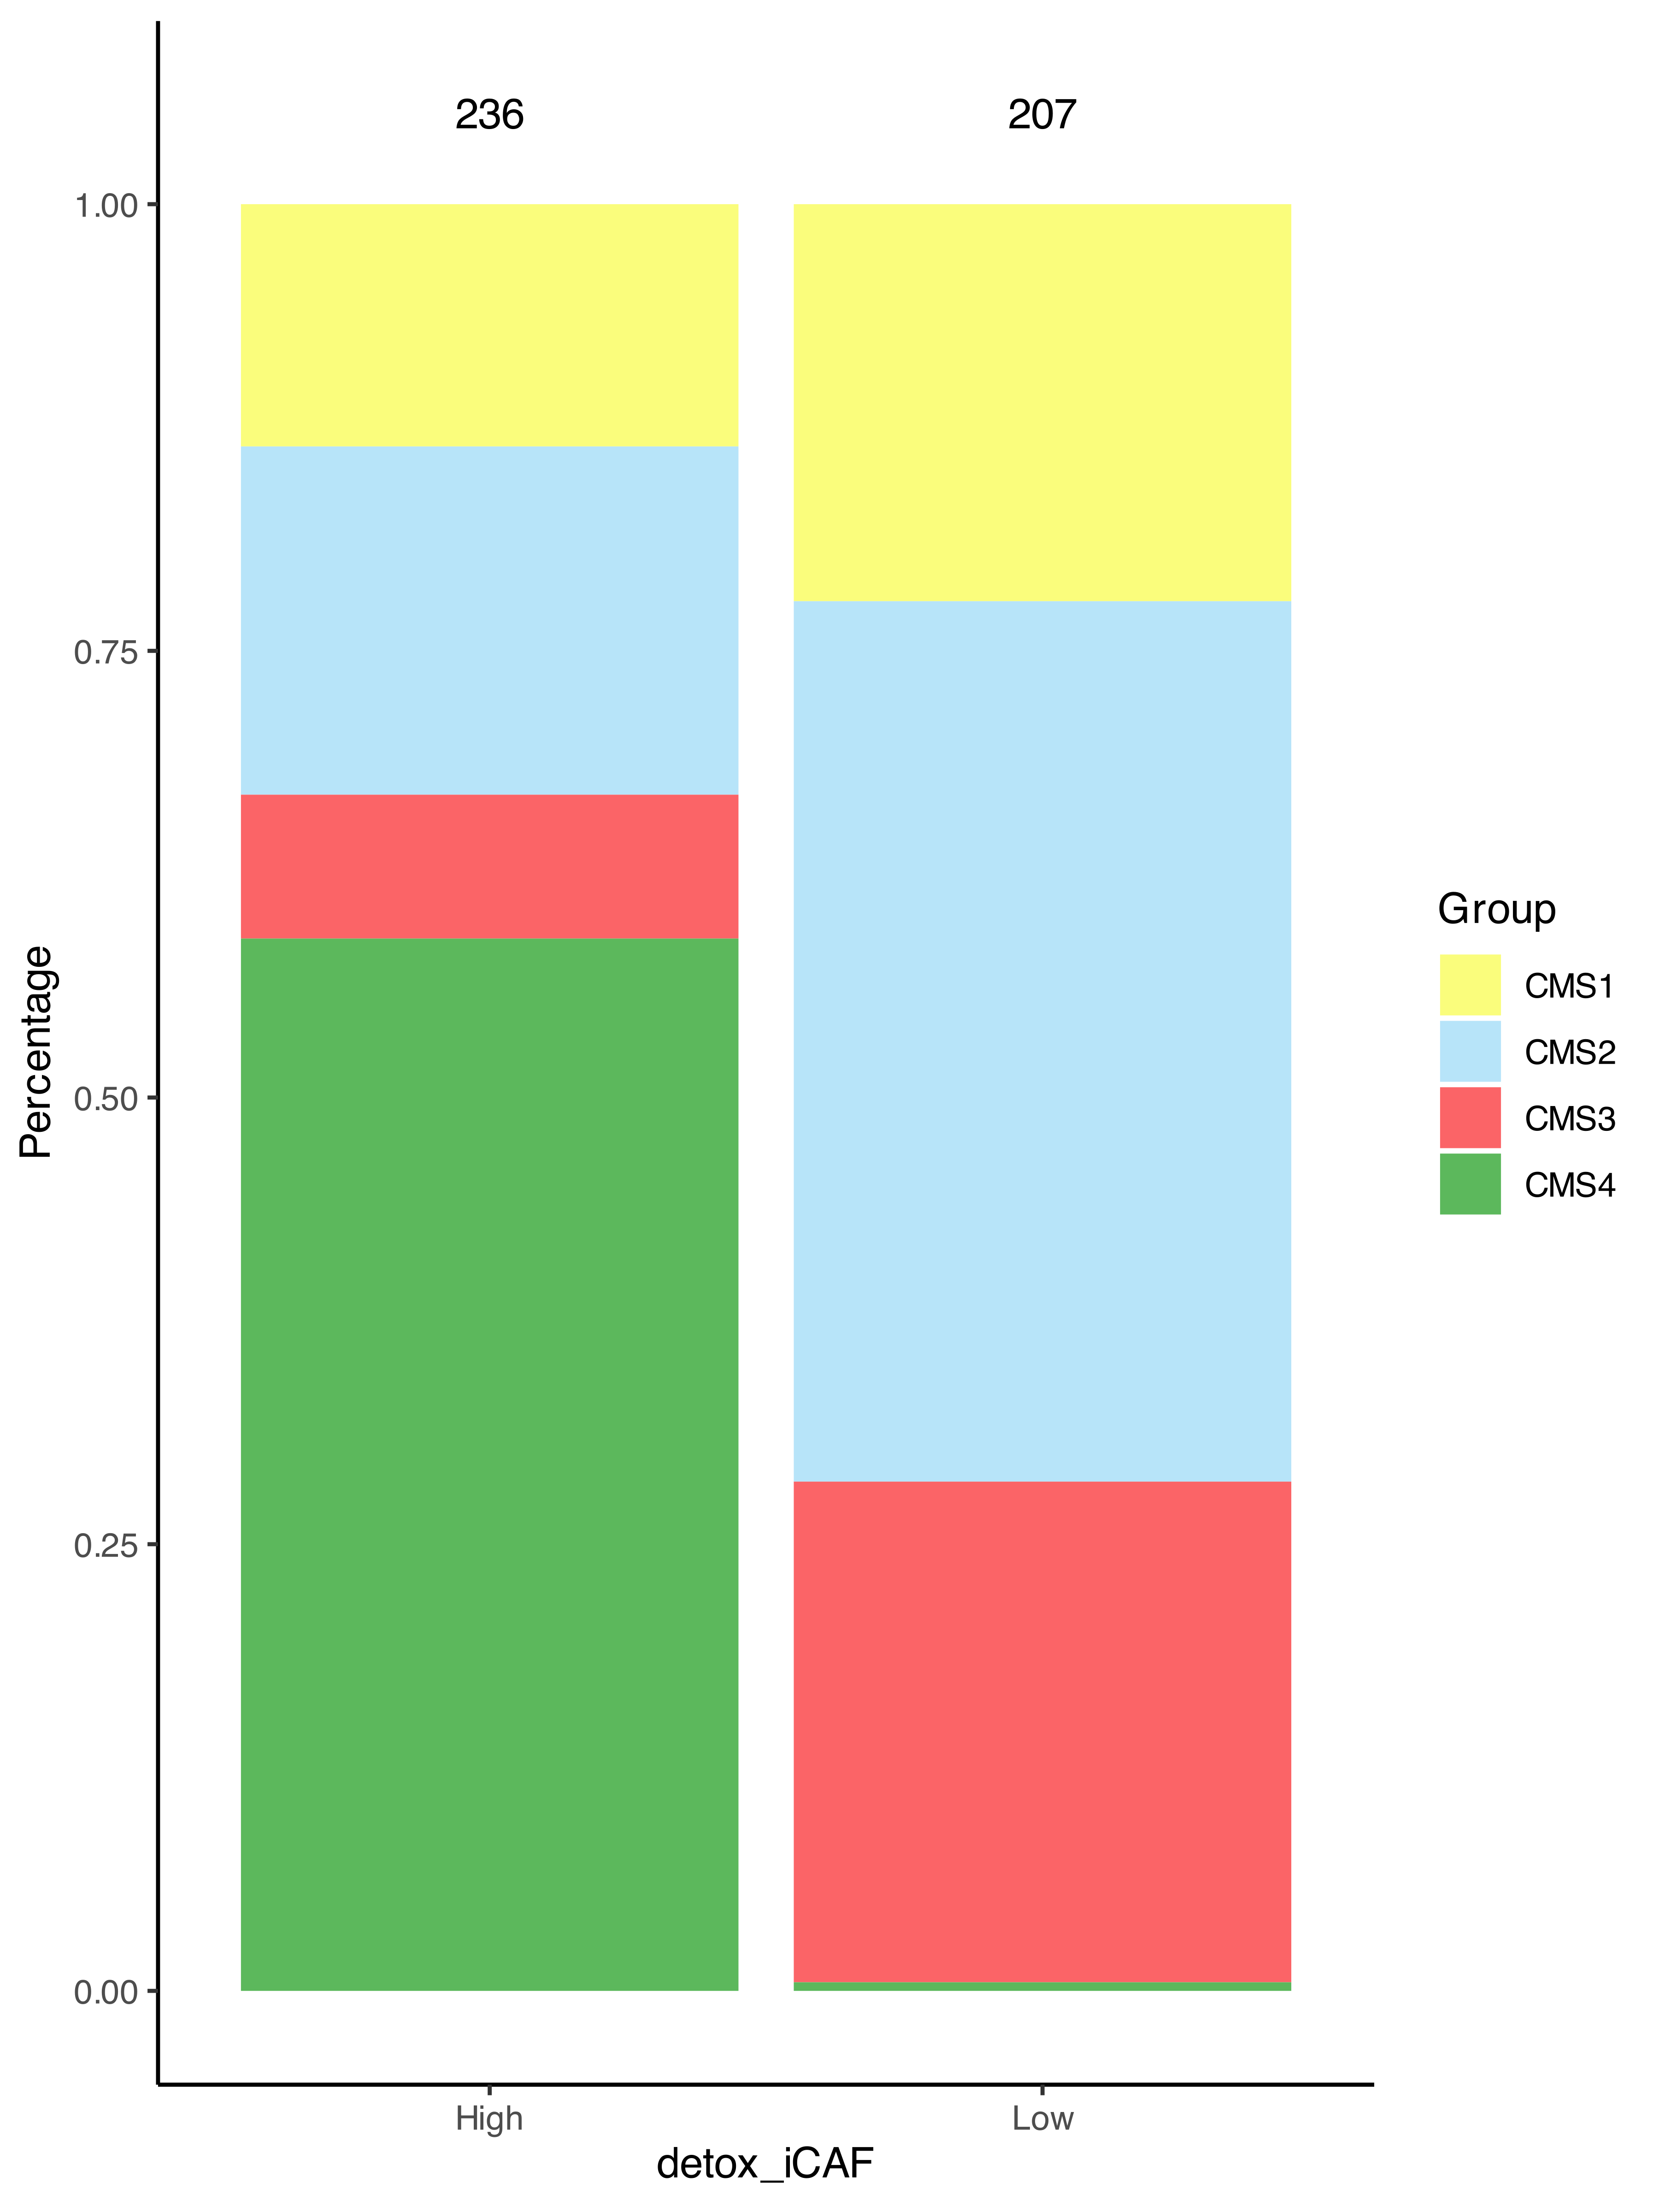 236
207
1.00
0.75
0.50
0.25
0.00
Percentage
High
Low
detox_iCAF
Group
CMS1
CMS2
CMS3
CMS4